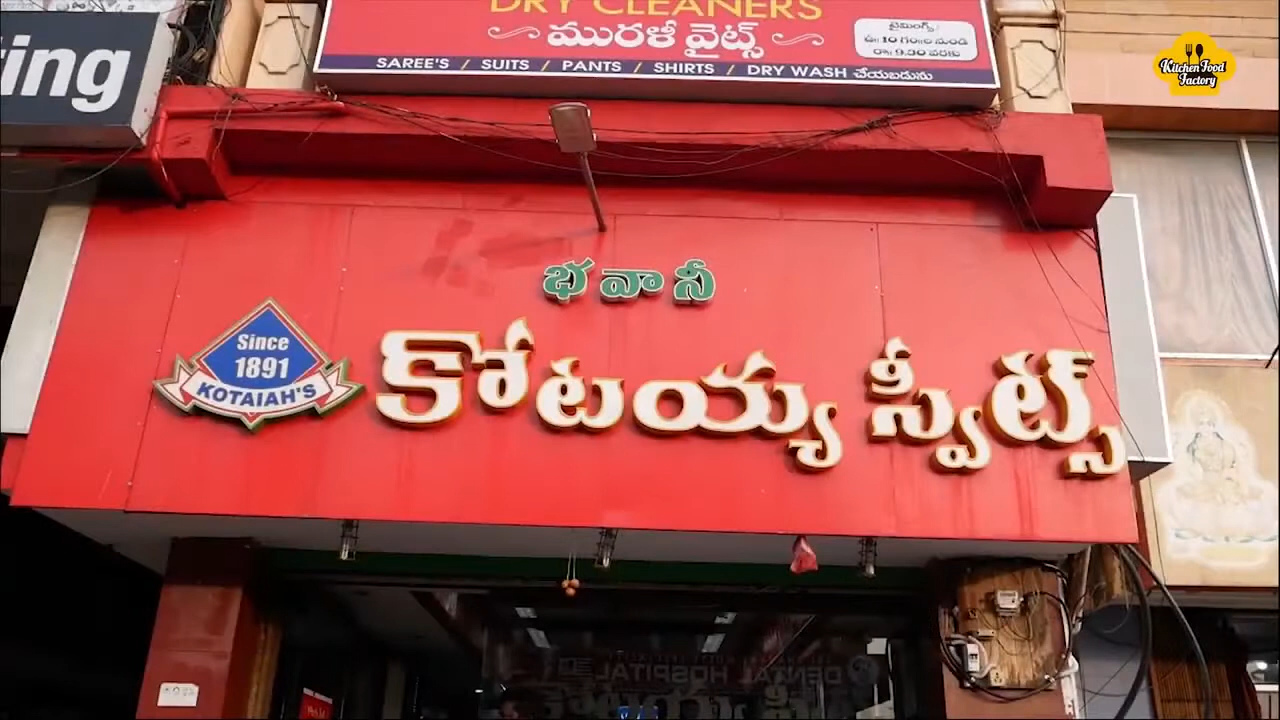 DRY CLEANERS
మురళీ వైట్స్
టైమింగ్స్ :
ఉ॥ 10 గం॥ల నుండి
రా॥ 9.30 వరకు
SAREE'S / SUITS / PANTS / SHIRTS / DRY WASH చేయబడును
ing
Kitchen Food
Factory
భవానీ
Since
1891
KOTAIAH'S
కోటయ్య స్వీట్స్
DENTAL HOSPITAL